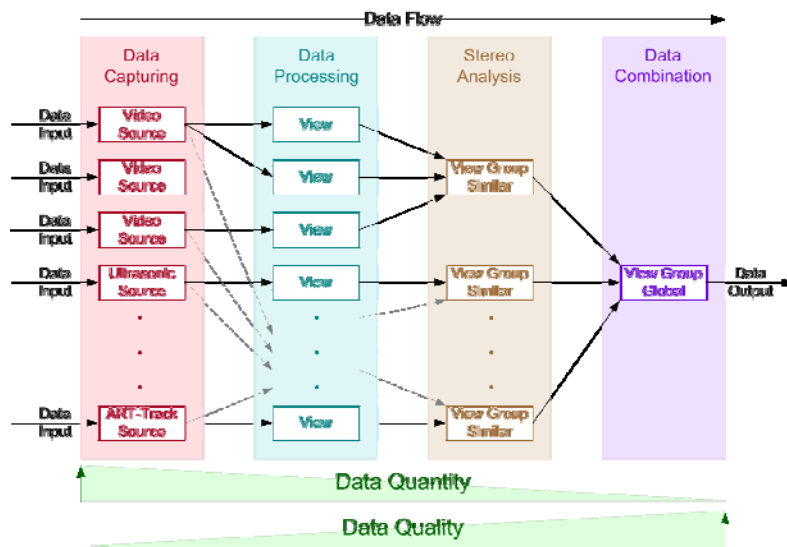 Data Flow
Data
Capturing
Data
Processing
Stereo
Analysis
Data
Combination
Data
Input
Video
Source
View
Data
Input
Video
Source
View
View Group
Similar
Data
Input
Video
Source
View
Data
Input
Ultrasonic
Source
View
View Group
Similar
View Group
Global
Data
Output
Data
Input
ART-Track
Source
View
View Group
Similar
Data Quantity
Data Quality